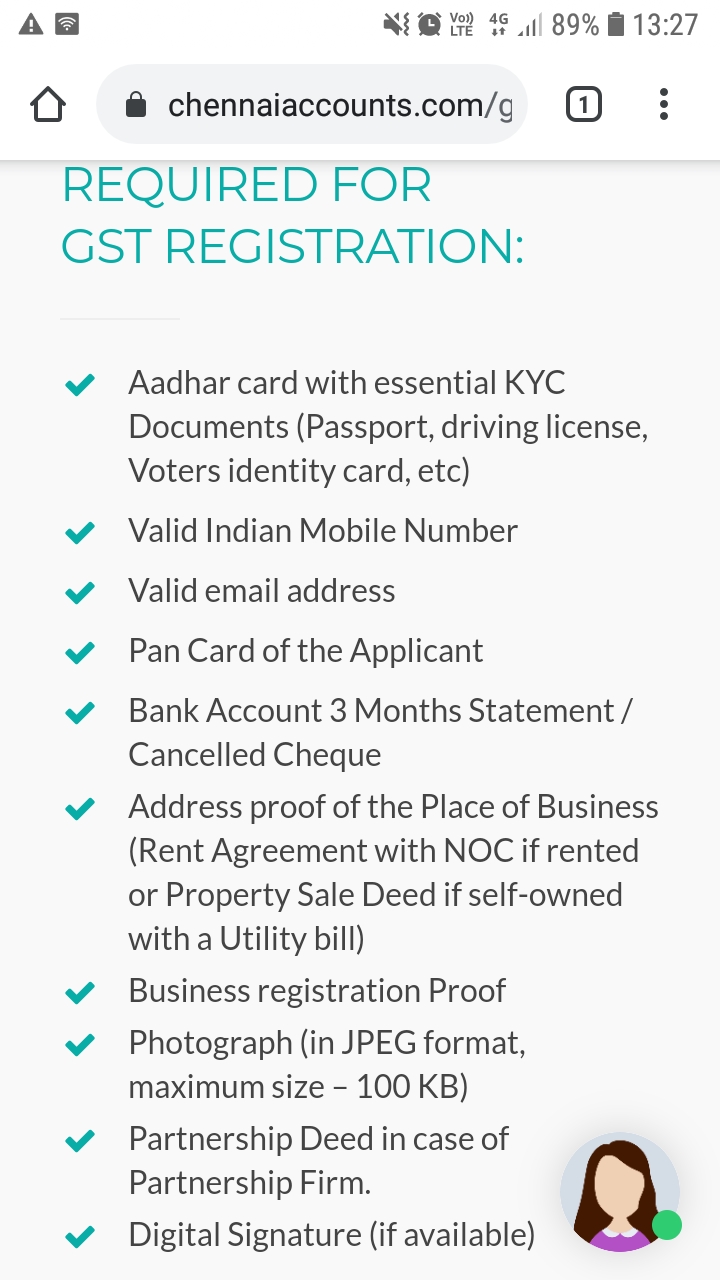 Vo)) LTE 4G 89% 13:27
chennaiaccounts.com/g
1
REQUIRED FOR
GST REGISTRATION:
Aadhar card with essential KYC
Documents (Passport, driving license,
Voters identity card, etc)
Valid Indian Mobile Number
Valid email address
Pan Card of the Applicant
Bank Account 3 Months Statement /
Cancelled Cheque
Address proof of the Place of Business
(Rent Agreement with NOC if rented
or Property Sale Deed if self-owned
with a Utility bill)
Business registration Proof
Photograph (in JPEG format,
maximum size – 100 KB)
Partnership Deed in case of
Partnership Firm.
Digital Signature (if available)